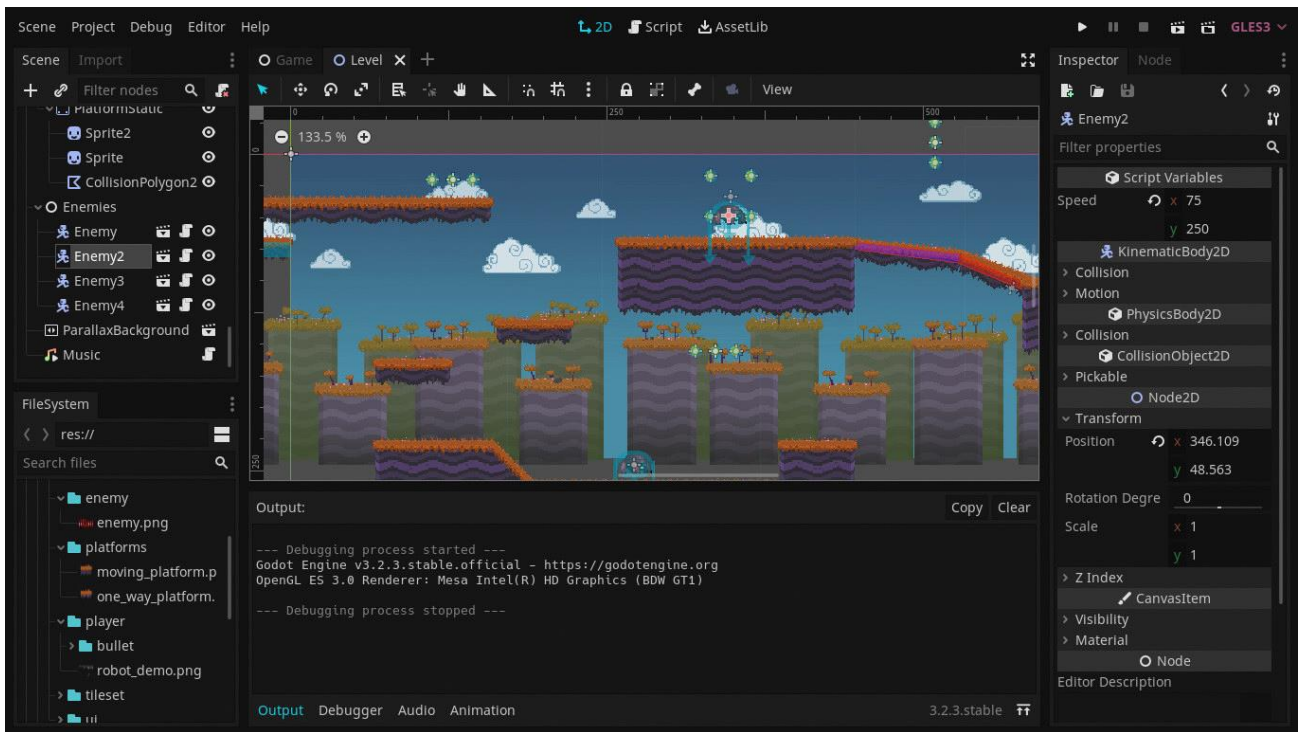 Scene Project Debug Editor Help
2D Script AssetLib
GLES3
Scene Import
Filter nodes
PlatformStatic
Sprite2
Sprite
CollisionPolygon2
Enemies
Enemy
Enemy2
Enemy3
Enemy4
ParallaxBackground
Music
FileSystem
res://
Search files
enemy
enemy.png
platforms
moving_platform.p
one_way_platform.
player
bullet
robot_demo.png
tileset
ui
Game Level
View
0 250 500
133.5 %
0
250
Output: Copy Clear
--- Debugging process started ---
Godot Engine v3.2.3.stable.official - https://godotengine.org
OpenGL ES 3.0 Renderer: Mesa Intel(R) HD Graphics (BDW GT1)
--- Debugging process stopped ---
Output Debugger Audio Animation 3.2.3.stable
Inspector Node
Enemy2
Filter properties
Script Variables
Speed x 75
y 250
KinematicBody2D
Collision
Motion
PhysicsBody2D
Collision
CollisionObject2D
Pickable
Node2D
Transform
Position x 346.109
y 48.563
Rotation Degre 0
Scale x 1
y 1
Z Index
CanvasItem
Visibility
Material
Node
Editor Description